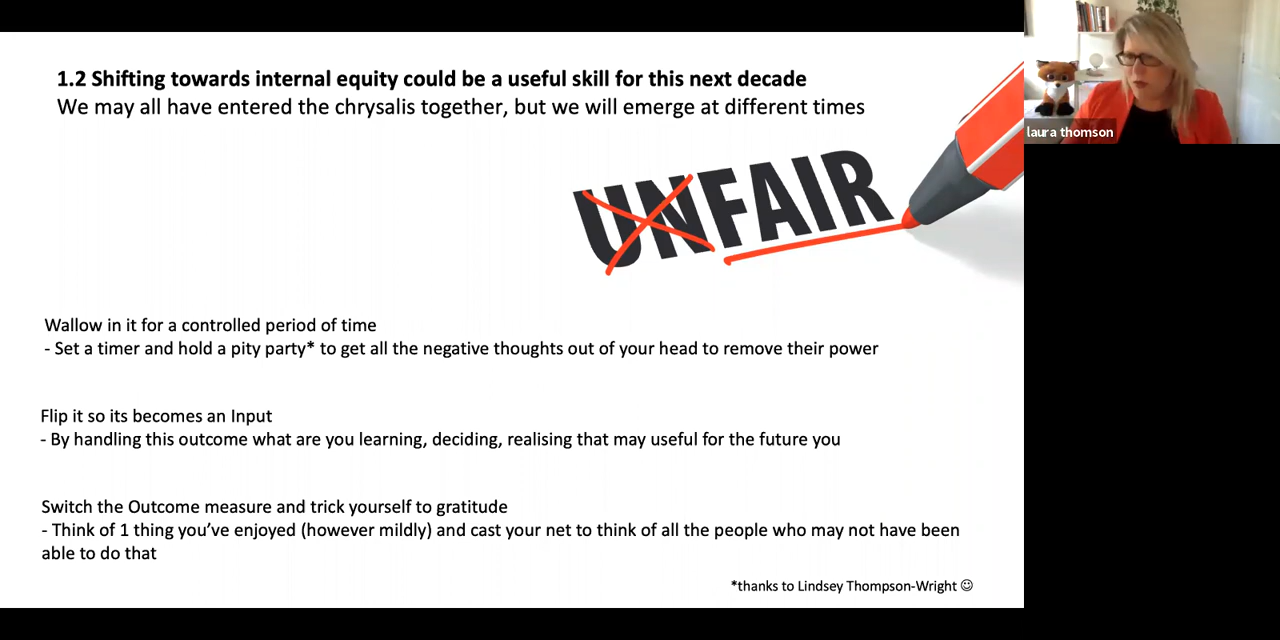 1.2 Shifting towards internal equity could be a useful skill for this next decade
We may all have entered the chrysalis together, but we will emerge at different times
UNFAIR
laura thomson
Wallow in it for a controlled period of time
- Set a timer and hold a pity party* to get all the negative thoughts out of your head to remove their power
Flip it so its becomes an Input
- By handling this outcome what are you learning, deciding, realising that may useful for the future you
Switch the Outcome measure and trick yourself to gratitude
- Think of 1 thing you’ve enjoyed (however mildly) and cast your net to think of all the people who may not have been
able to do that
*thanks to Lindsey Thompson-Wright ☺